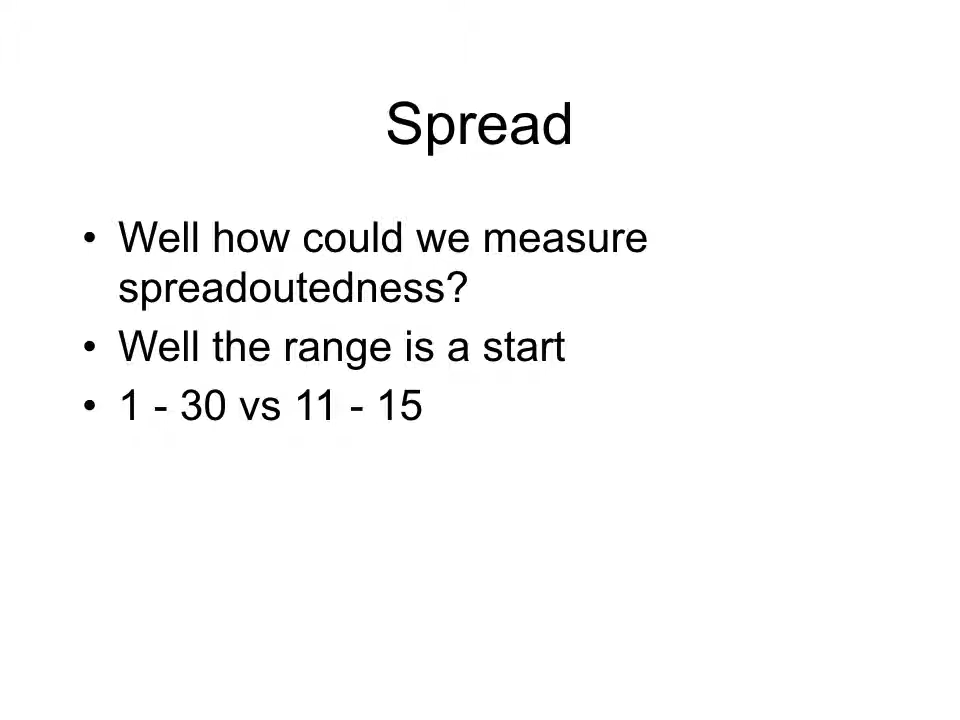 Spread
• Well how could we measure
spreadoutedness?
• Well the range is a start
• 1 - 30 vs 11 - 15